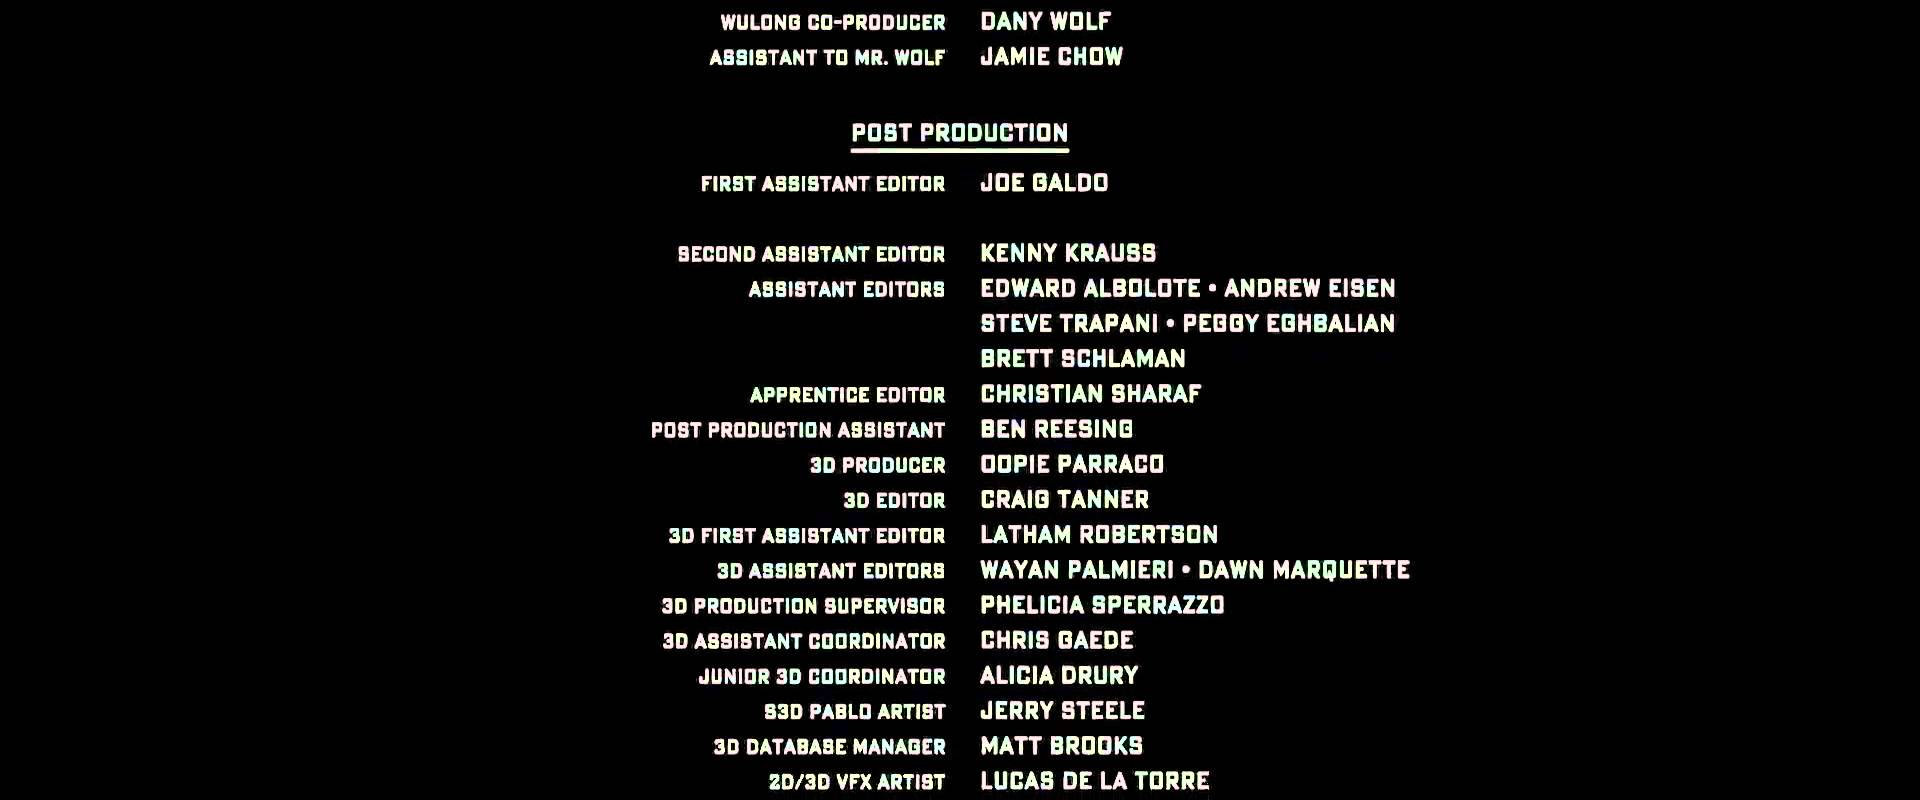 WULONG CO-PRODUCER DANY WOLF
ASSISTANT TO MR. WOLF JAMIE CHOW
POST PRODUCTION
FIRST ASSISTANT EDITOR JOE GALDO
SECOND ASSISTANT EDITOR KENNY KRAUSS
ASSISTANT EDITORS EDWARD ALBOLOTE • ANDREW EISEN
STEVE TRAPANI • PEGGY EGHBALIAN
BRETT SCHLAMAN
APPRENTICE EDITOR CHRISTIAN SHARAF
POST PRODUCTION ASSISTANT BEN REESING
3D PRODUCER OOPIE PARRACO
3D EDITOR CRAIG TANNER
3D FIRST ASSISTANT EDITOR LATHAM ROBERTSON
3D ASSISTANT EDITORS WAYAN PALMIERI • DAWN MARQUETTE
3D PRODUCTION SUPERVISOR PHELICIA SPERRAZZO
3D ASSISTANT COORDINATOR CHRIS GAEDE
JUNIOR 3D COORDINATOR ALICIA DRURY
S3D PABLO ARTIST JERRY STEELE
3D DATABASE MANAGER MATT BROOKS
2D/3D VFX ARTIST LUCAS DE LA TORRE